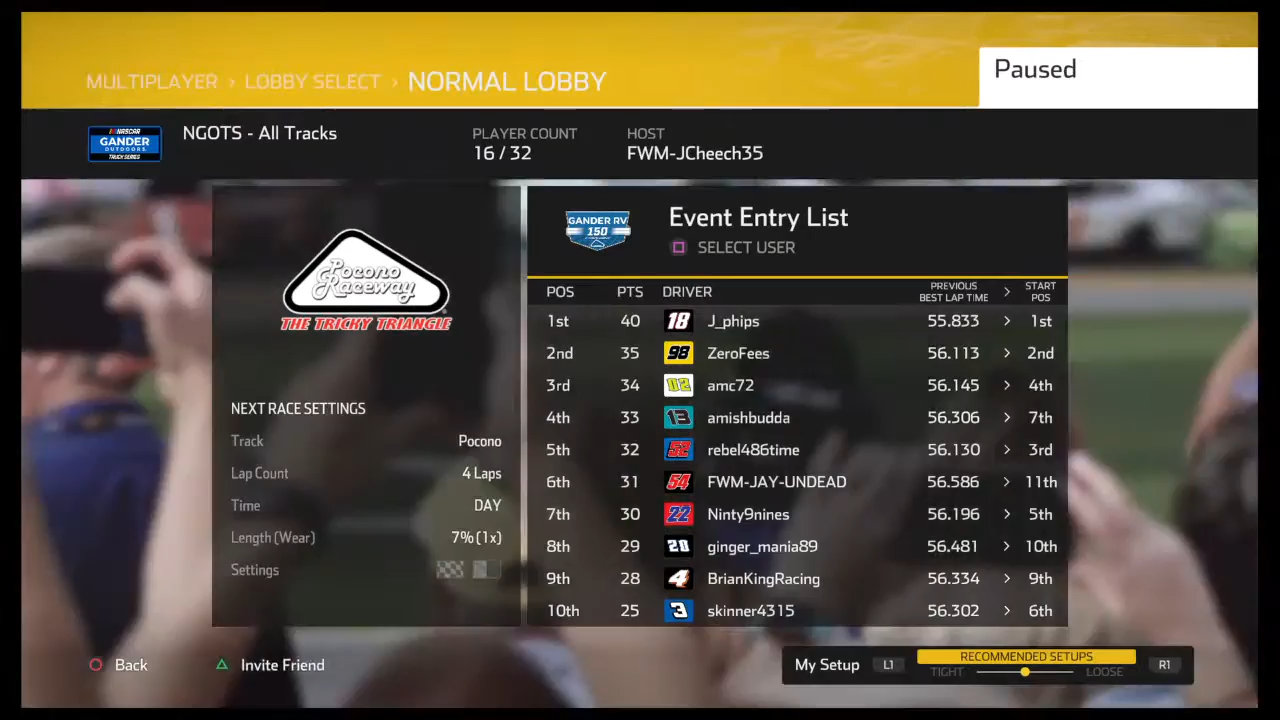 MULTIPLAYER > LOBBY SELECT > NORMAL LOBBY
Paused
NASCAR
GANDER
OUTDOORS
TRUCK SERIES
NGOTS - All Tracks
PLAYER COUNT
16 / 32
HOST
FWM-JCheech35
Pocono
Raceway
THE TRICKY TRIANGLE
NEXT RACE SETTINGS
Track Pocono
Lap Count 4 Laps
Time DAY
Length (Wear) 7% (1x)
Settings
GANDER RV
150
Event Entry List
SELECT USER
POS PTS DRIVER PREVIOUS BEST LAP TIME > START POS
1st 40 18 J_phips 55.833 > 1st
2nd 35 98 ZeroFees 56.113 > 2nd
3rd 34 02 amc72 56.145 > 4th
4th 33 13 amishbudda 56.306 > 7th
5th 32 52 rebel486time 56.130 > 3rd
6th 31 54 FWM-JAY-UNDEAD 56.586 > 11th
7th 30 22 Ninty9nines 56.196 > 5th
8th 29 20 ginger_mania89 56.481 > 10th
9th 28 4 BrianKingRacing 56.334 > 9th
10th 25 3 skinner4315 56.302 > 6th
Back
Invite Friend
My Setup L1 RECOMMENDED SETUPS R1
TIGHT LOOSE